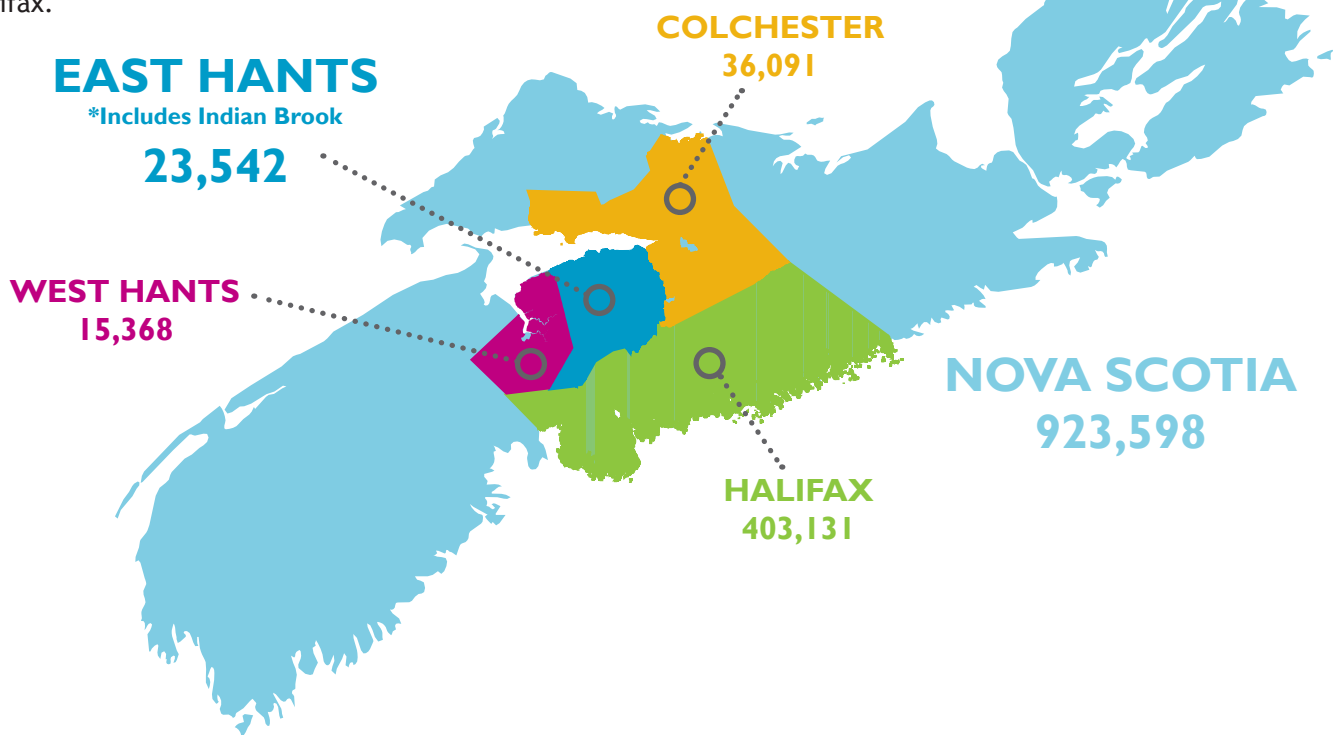 ifax.
COLCHESTER
36,091
EAST HANTS
*Includes Indian Brook
23,542
WEST HANTS
15,368
NOVA SCOTIA
923,598
HALIFAX
403,131